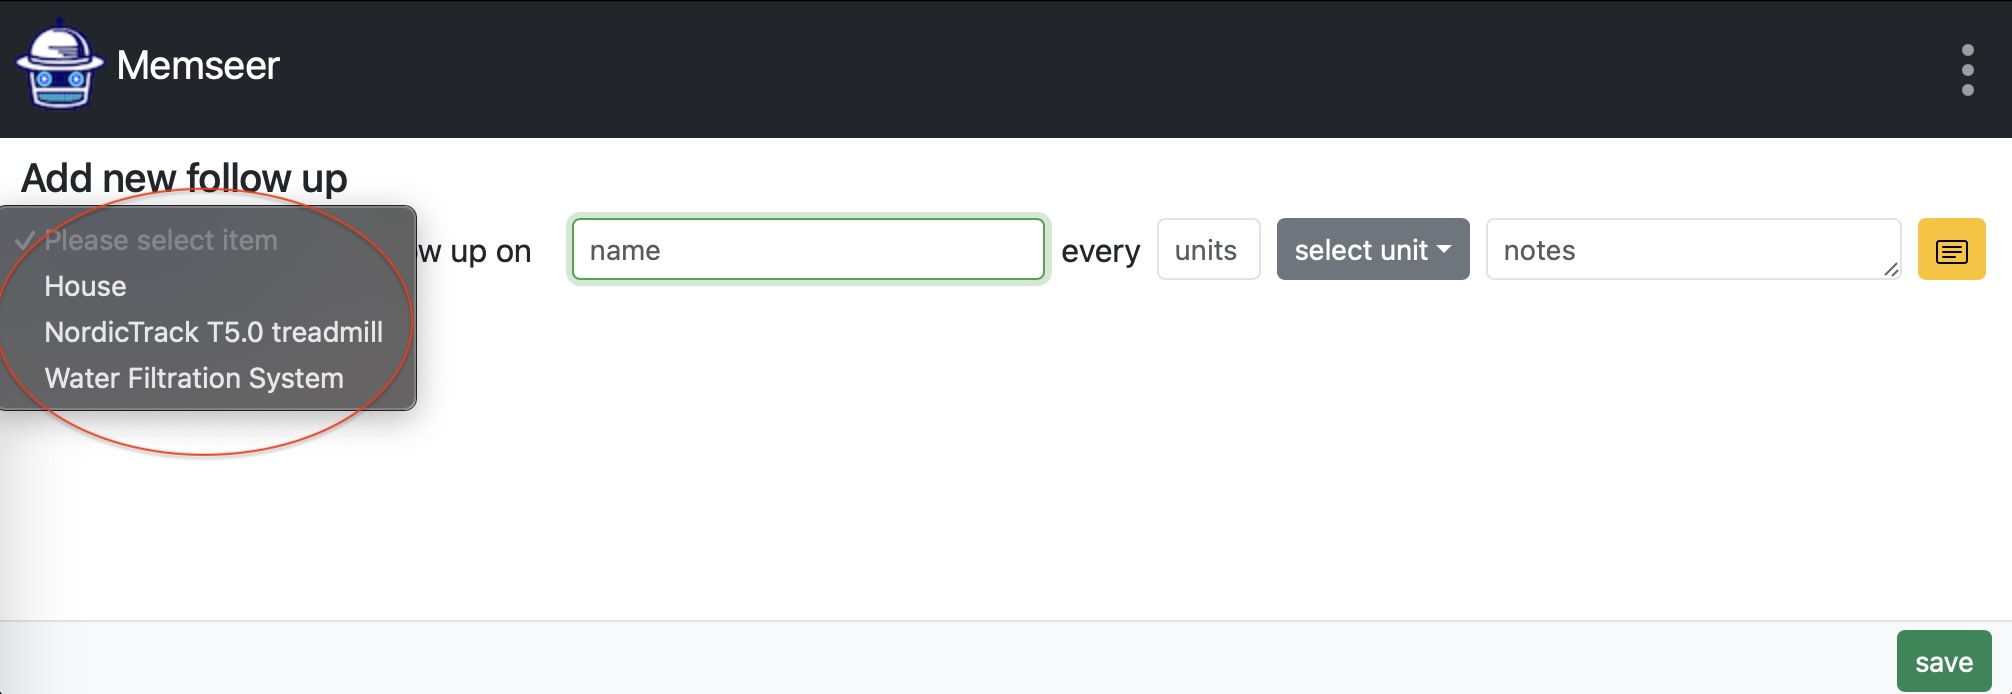 Memseer
Add new follow up
✓ Please select item
House
NordicTrack T5.0 treadmill
Water Filtration System
w up on name every units select unit notes
save